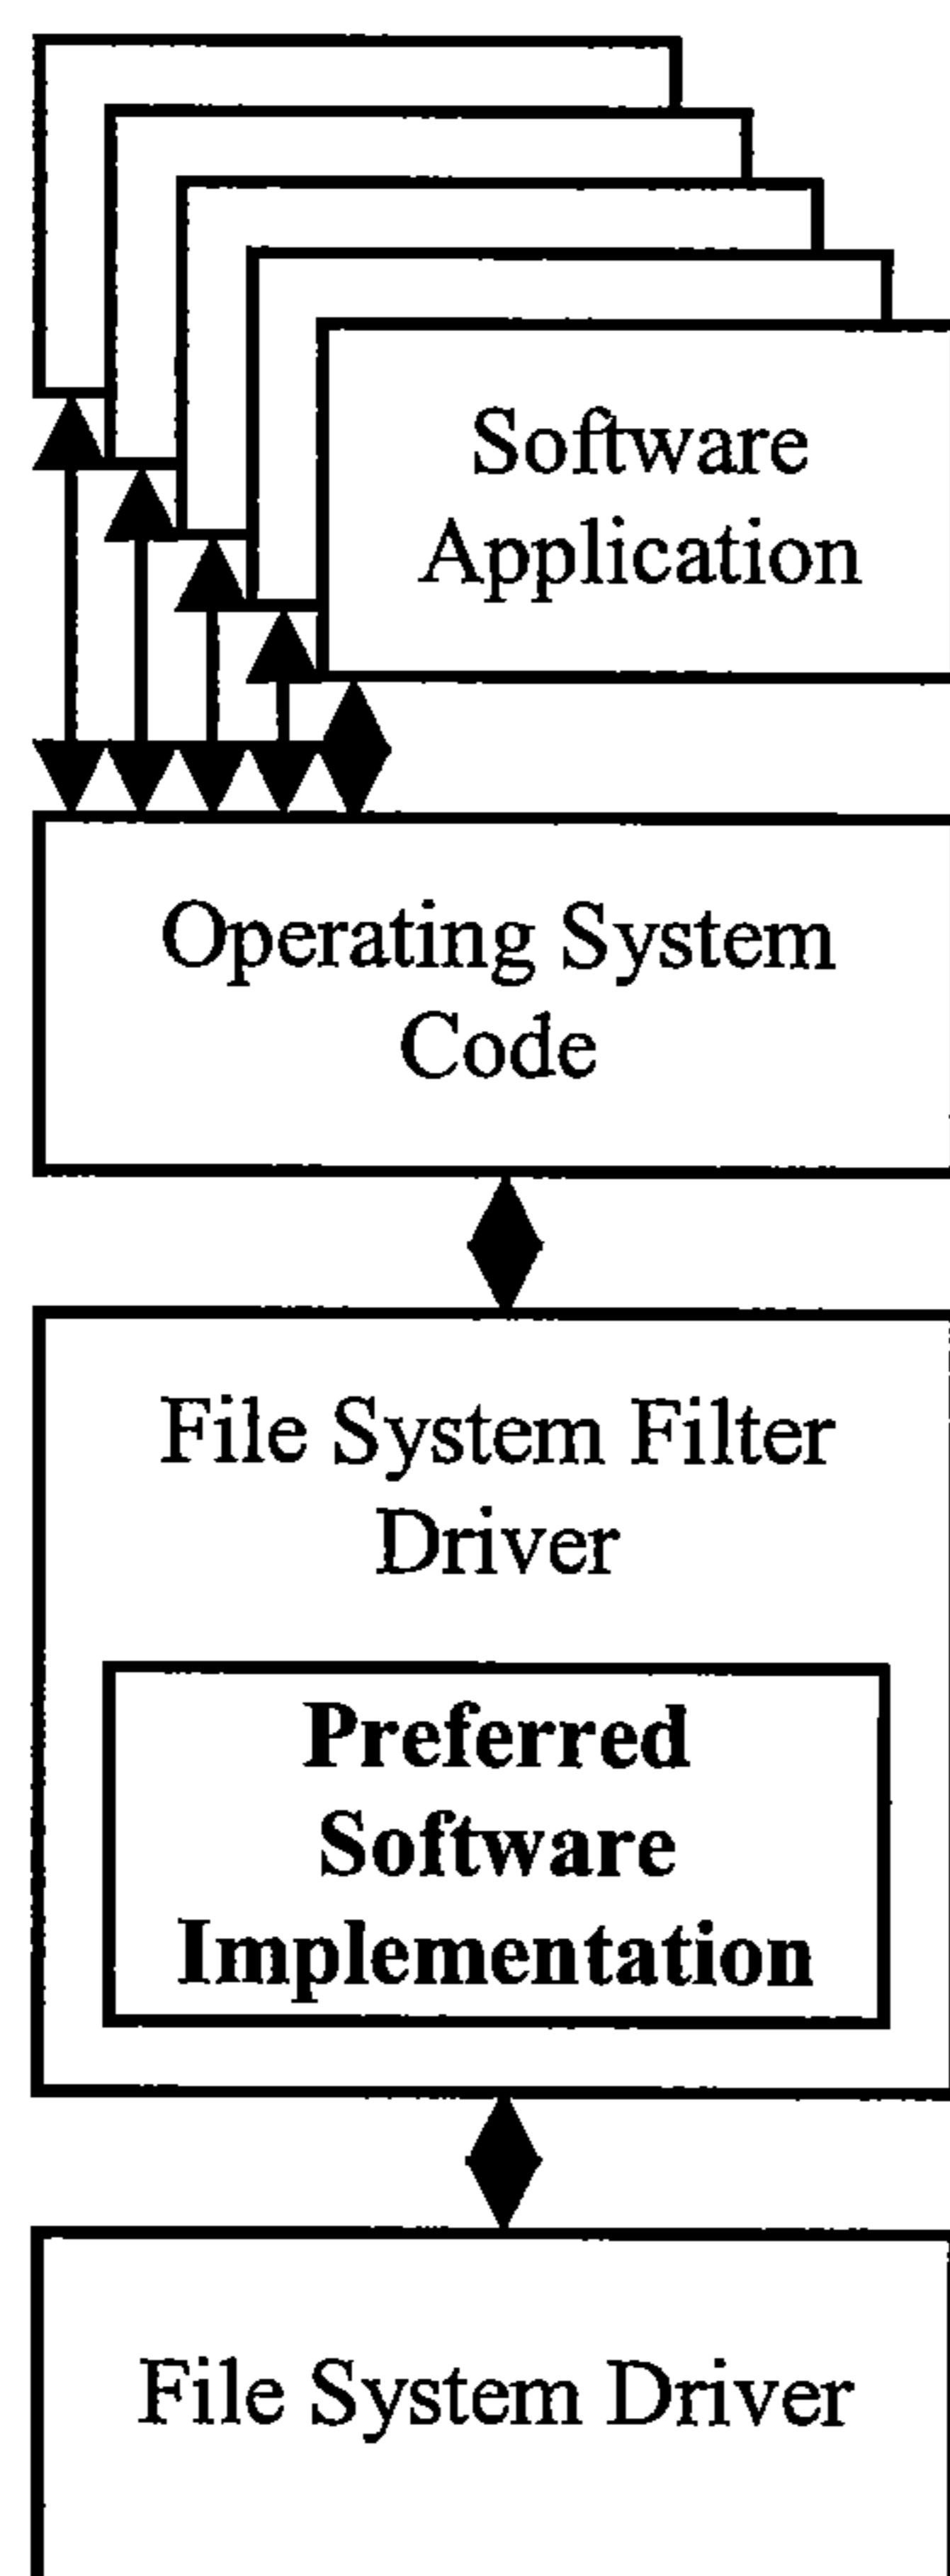 Software
Application
Operating System
Code
File System Filter
Driver
Preferred
Software
Implementation
File System Driver